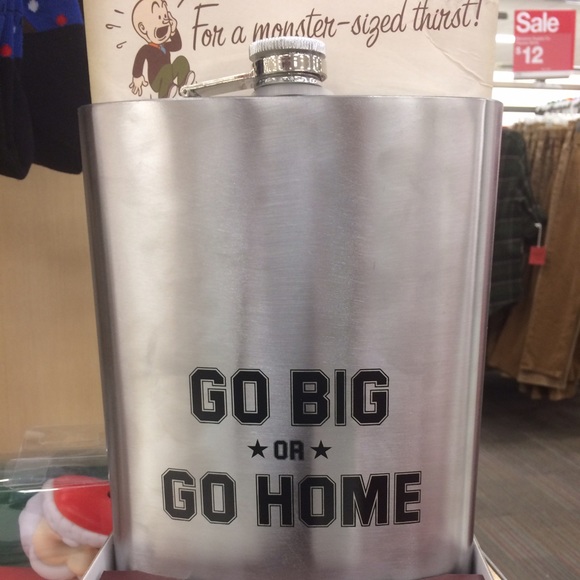 For a monster-sized thirst!
Sale
$12
GO BIG
★ OR ★
GO HOME